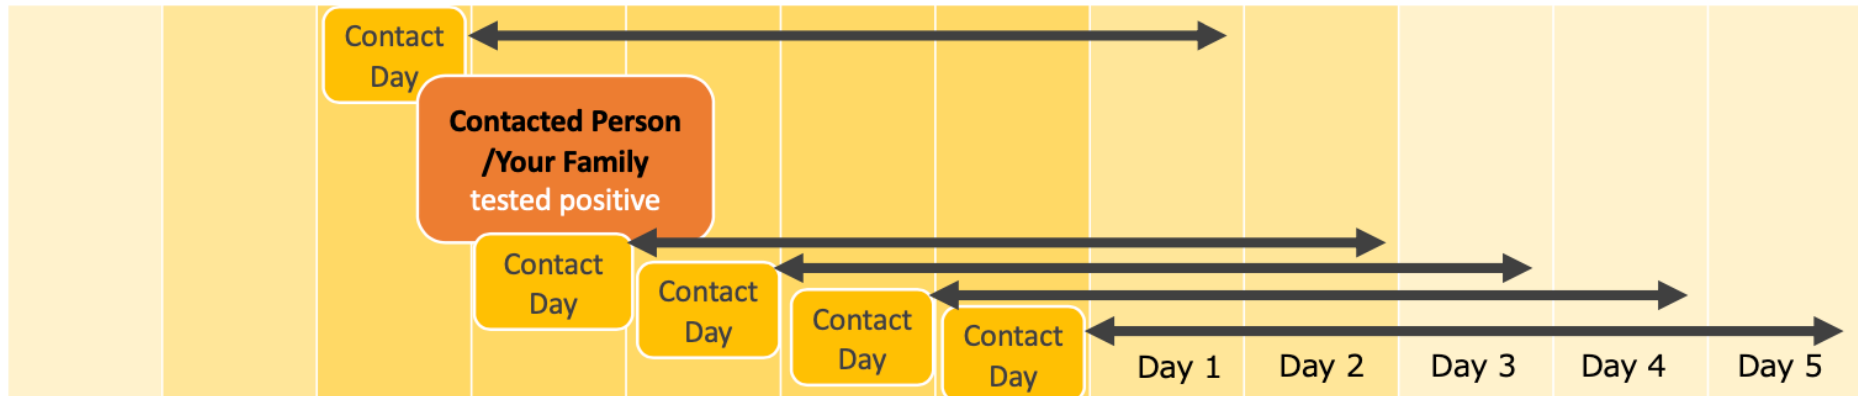 Contact
Day
Contacted Person
/Your Family
tested positive
Contact
Day
Contact
Day
Contact
Day
Contact
Day
Day 1
Day 2
Day 3
Day 4
Day 5